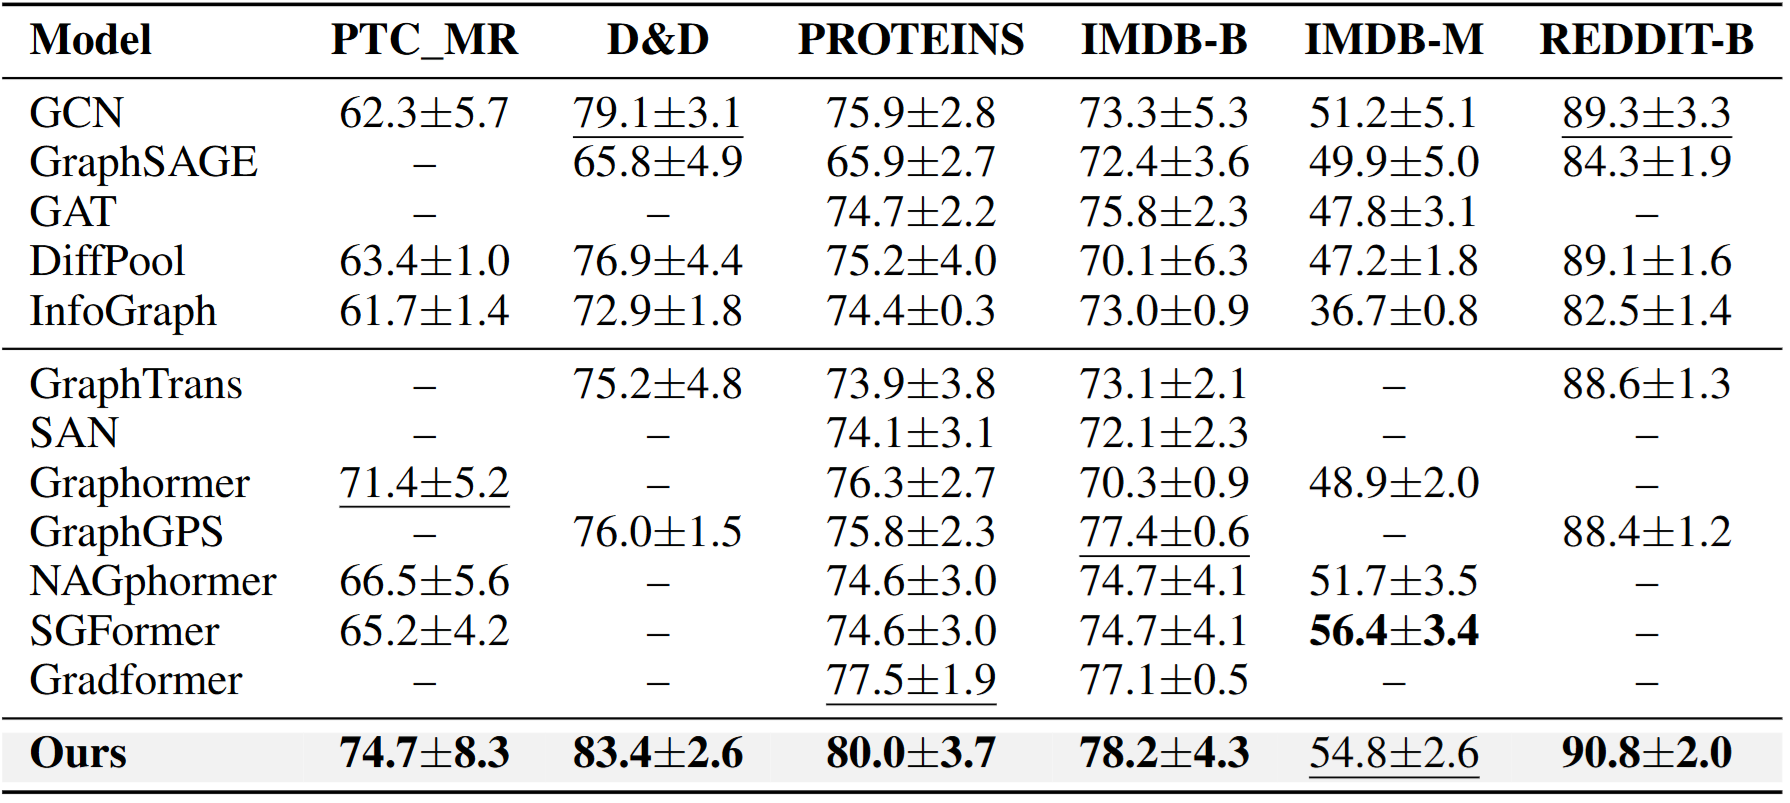 Model PTC_MR D&D PROTEINS IMDB-B IMDB-M REDDIT-B
GCN 62.3±5.7 79.1±3.1 75.9±2.8 73.3±5.3 51.2±5.1 89.3±3.3
GraphSAGE – 65.8±4.9 65.9±2.7 72.4±3.6 49.9±5.0 84.3±1.9
GAT – – 74.7±2.2 75.8±2.3 47.8±3.1 –
DiffPool 63.4±1.0 76.9±4.4 75.2±4.0 70.1±6.3 47.2±1.8 89.1±1.6
InfoGraph 61.7±1.4 72.9±1.8 74.4±0.3 73.0±0.9 36.7±0.8 82.5±1.4
GraphTrans – 75.2±4.8 73.9±3.8 73.1±2.1 – 88.6±1.3
SAN – – 74.1±3.1 72.1±2.3 – –
Graphormer 71.4±5.2 – 76.3±2.7 70.3±0.9 48.9±2.0 –
GraphGPS – 76.0±1.5 75.8±2.3 77.4±0.6 – 88.4±1.2
NAGphormer 66.5±5.6 – 74.6±3.0 74.7±4.1 51.7±3.5 –
SGFormer 65.2±4.2 – 74.6±3.0 74.7±4.1 56.4±3.4 –
Gradformer – – 77.5±1.9 77.1±0.5 – –
Ours 74.7±8.3 83.4±2.6 80.0±3.7 78.2±4.3 54.8±2.6 90.8±2.0